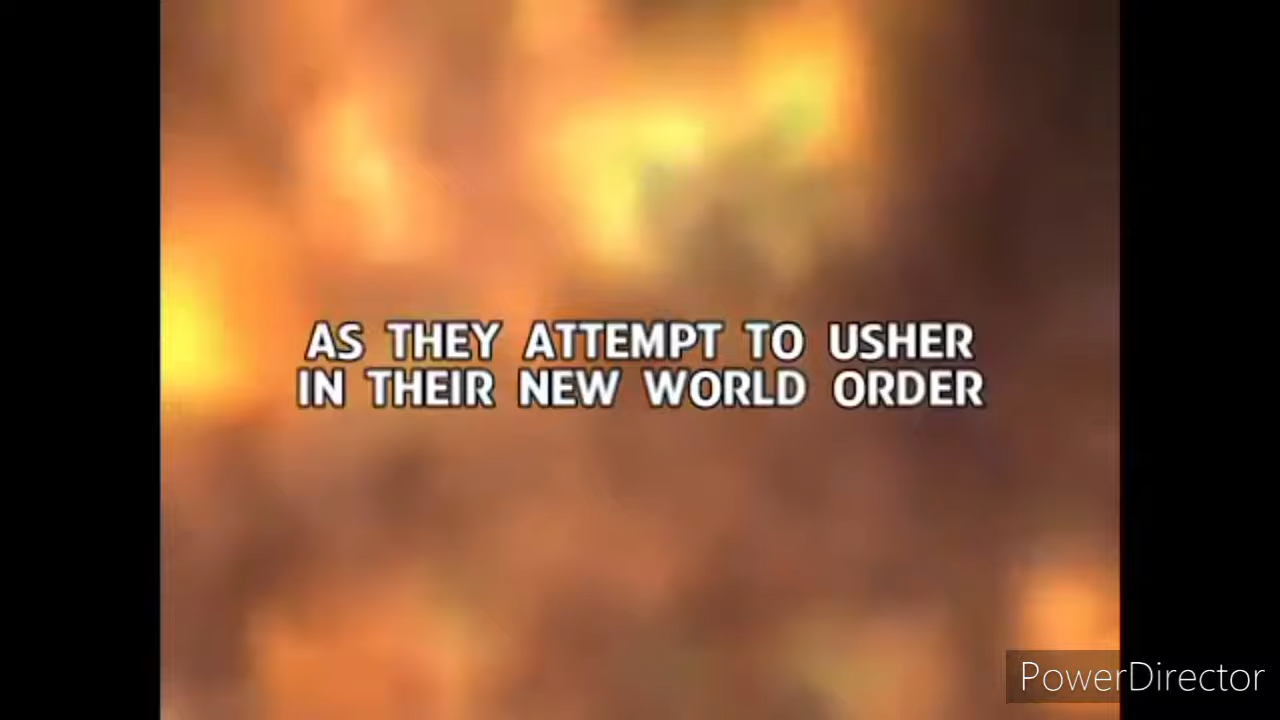 AS THEY ATTEMPT TO USHER
IN THEIR NEW WORLD ORDER
PowerDirector